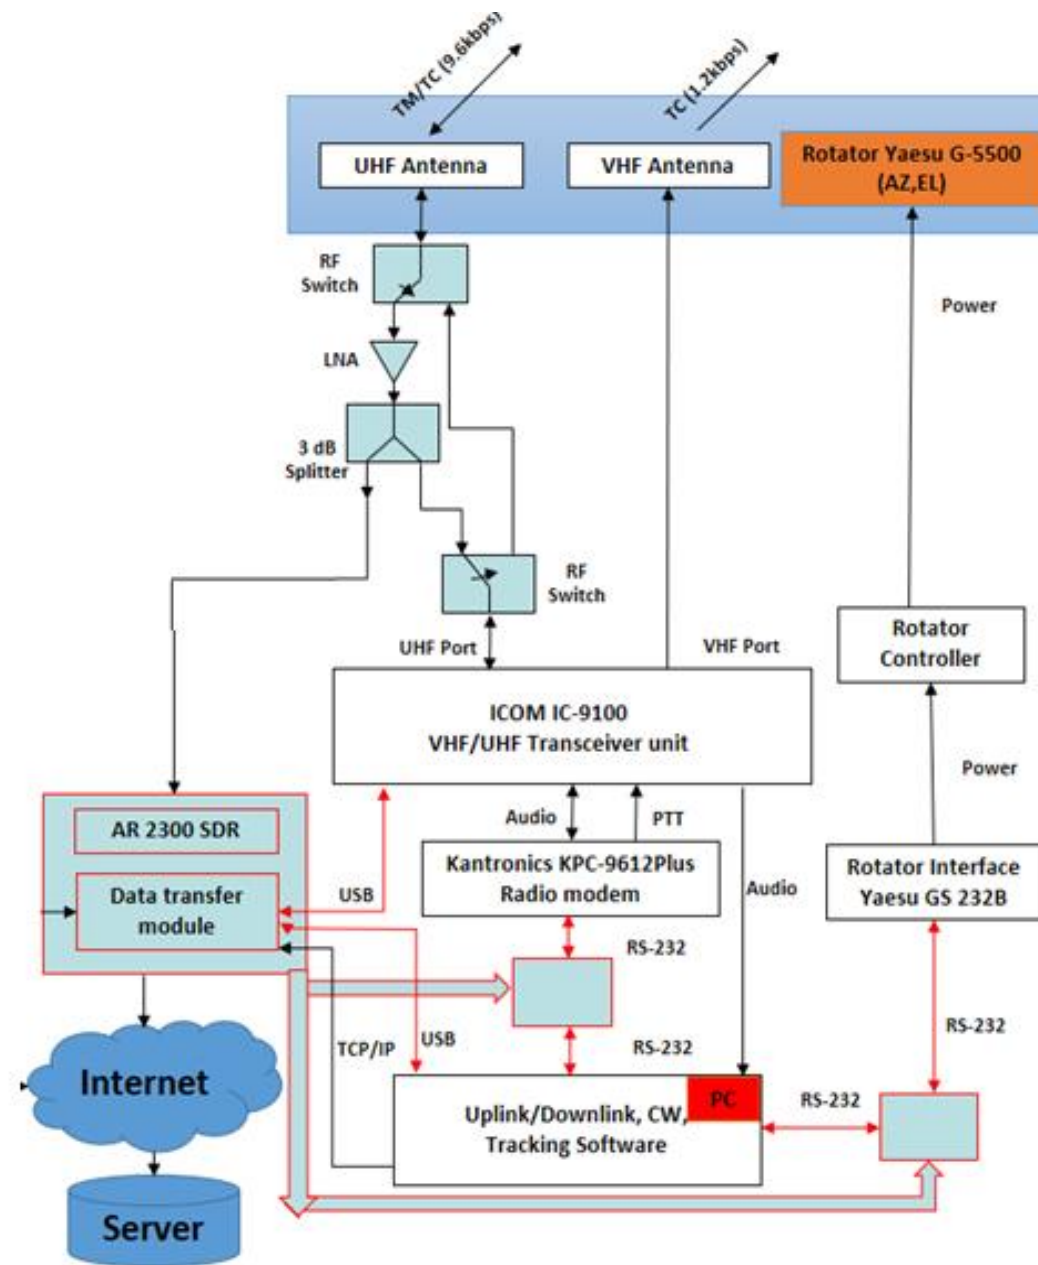 TM/TC (9.6kbps)
TC (1.2kbps)
UHF Antenna
VHF Antenna
Rotator Yaesu G-5500
(AZ,EL)
RF
Switch
Power
LNA
3 dB
Splitter
RF
Switch
UHF Port
VHF Port
Rotator
Controller
ICOM IC-9100
VHF/UHF Transceiver unit
Power
AR 2300 SDR
Audio
PTT
Kantronics KPC-9612Plus
Radio modem
Audio
Rotator Interface
Yaesu GS 232B
Data transfer
module
USB
RS-232
RS-232
TCP/IP
USB
RS-232
Internet
PC
RS-232
Uplink/Downlink, CW,
Tracking Software
Server